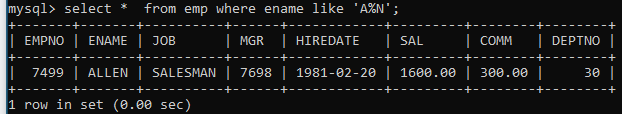 mysql> select *  from emp where ename like 'A%N';
+-------+-------+----------+------+------------+---------+--------+--------+
| EMPNO | ENAME | JOB      | MGR  | HIREDATE   | SAL     | COMM   | DEPTNO |
+-------+-------+----------+------+------------+---------+--------+--------+
|  7499 | ALLEN | SALESMAN | 7698 | 1981-02-20 | 1600.00 | 300.00 |     30 |
+-------+-------+----------+------+------------+---------+--------+--------+
1 row in set (0.00 sec)